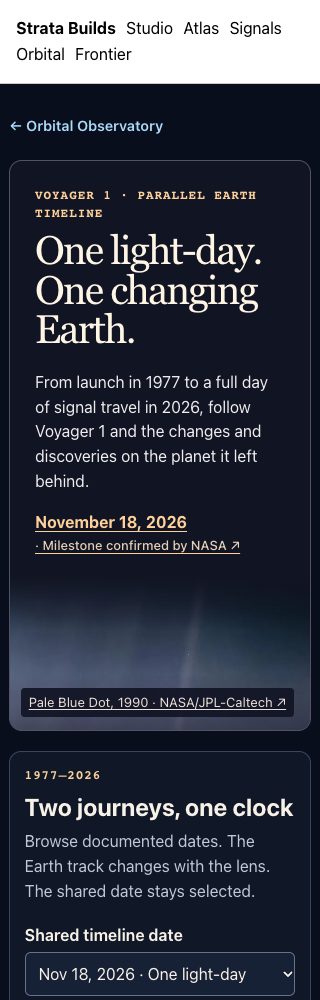 Strata Builds Studio Atlas Signals
Orbital Frontier
← Orbital Observatory
VOYAGER 1 · PARALLEL EARTH
TIMELINE
One light-day.
One changing
Earth.
From launch in 1977 to a full day
of signal travel in 2026, follow
Voyager 1 and the changes and
discoveries on the planet it left
behind.
November 18, 2026
· Milestone confirmed by NASA ↗
Pale Blue Dot, 1990 · NASA/JPL-Caltech ↗
1977—2026
Two journeys, one clock
Browse documented dates. The
Earth track changes with the lens.
The shared date stays selected.
Shared timeline date
Nov 18, 2026 · One light-day